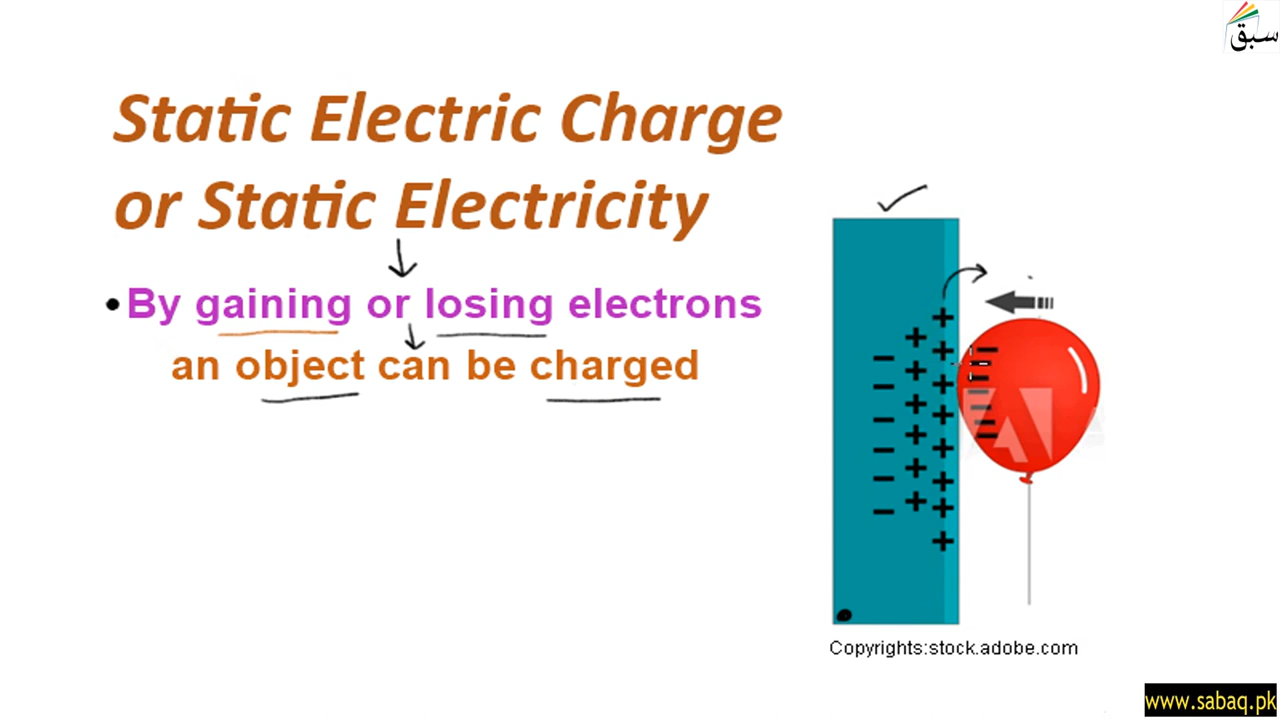 سبق
Static Electric Charge
or Static Electricity
•By gaining or losing electrons
an object can be charged
Copyrights:stock.adobe.com
www.sabaq.pk